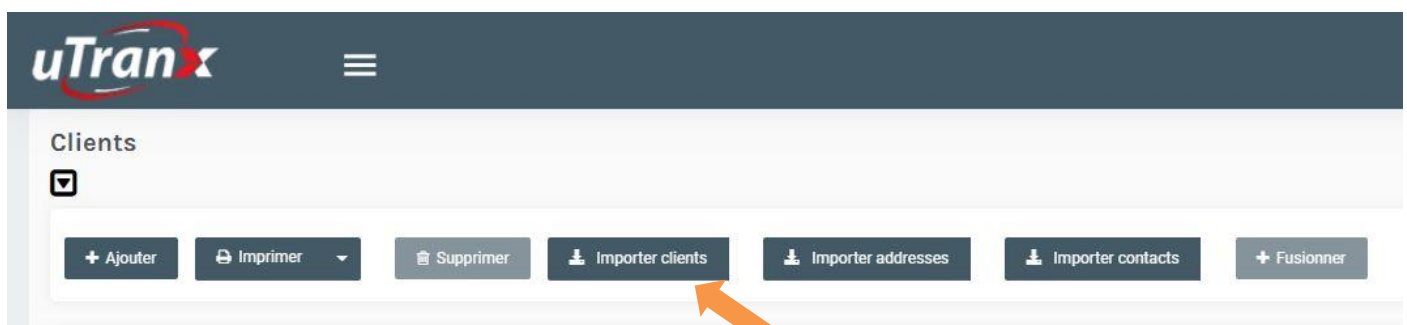 uTranx
Clients
Ajouter Imprimer Supprimer Importer clients Importer addresses Importer contacts Fusionner